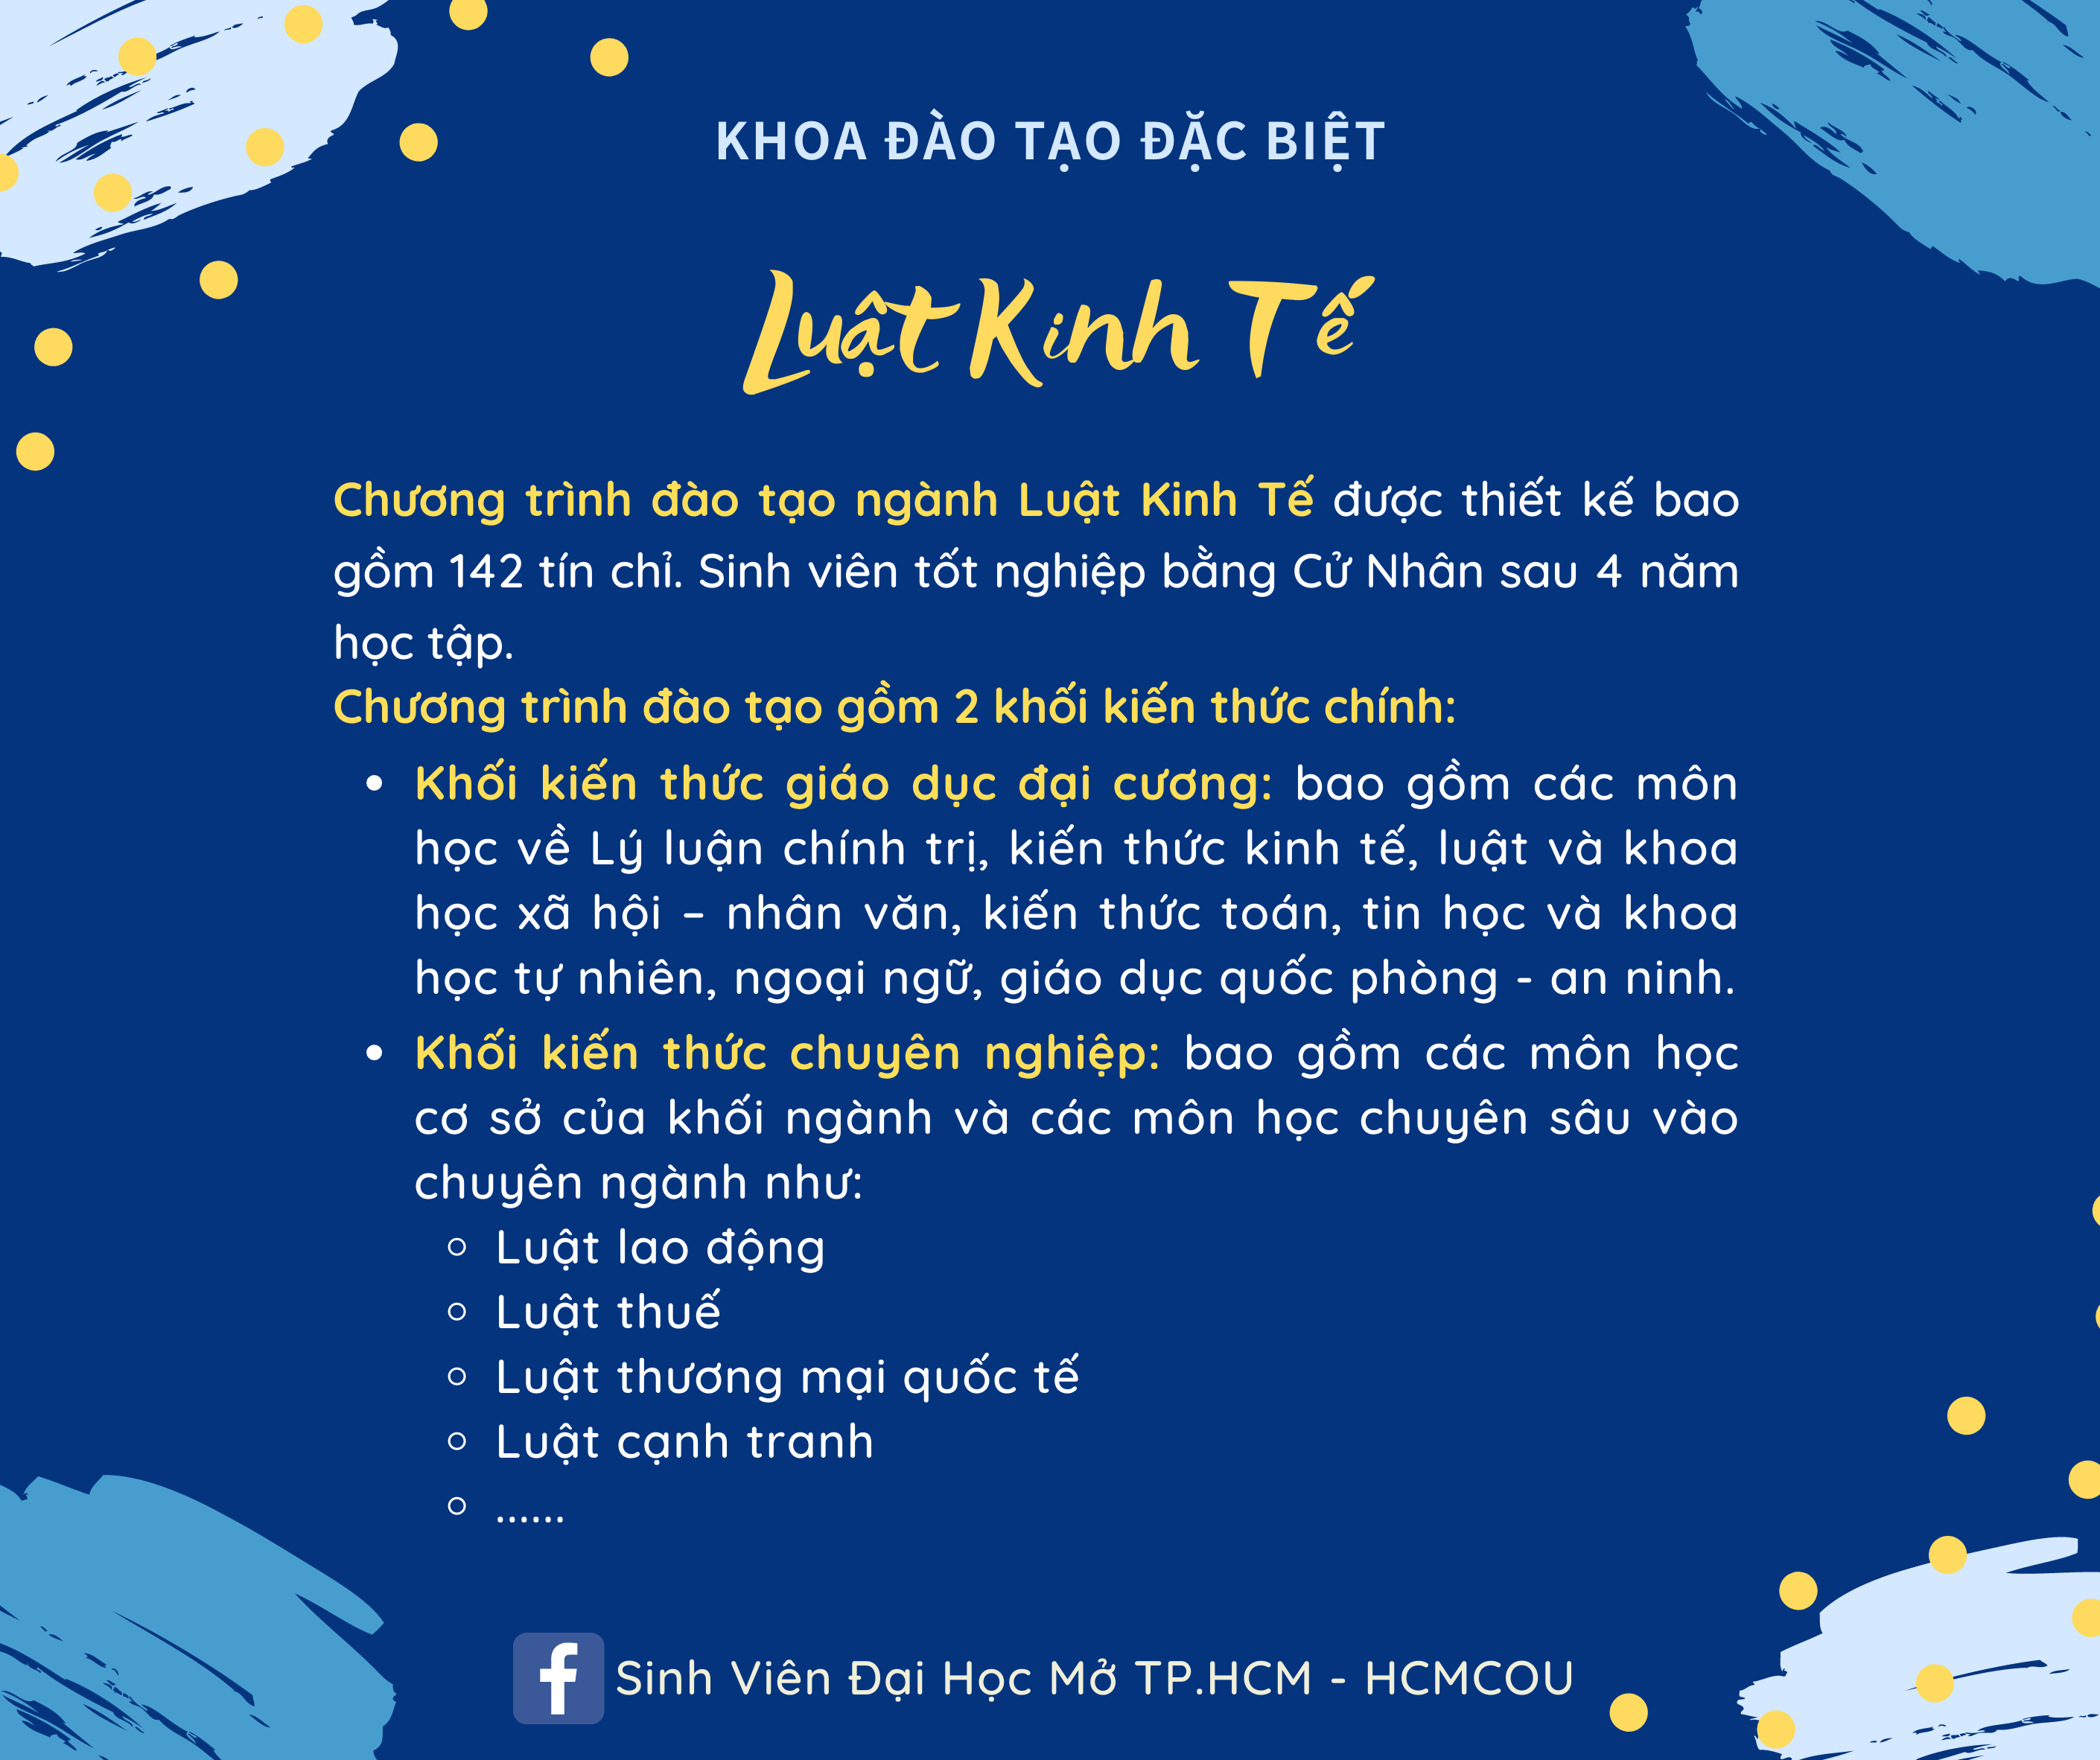 KHOA ĐÀO TẠO ĐẶC BIỆT
Luật Kinh Tế
Chương trình đào tạo ngành Luật Kinh Tế được thiết kế bao
gồm 142 tín chỉ. Sinh viên tốt nghiệp bằng Cử Nhân sau 4 năm
học tập.
Chương trình đào tạo gồm 2 khối kiến thức chính:
• Khối kiến thức giáo dục đại cương: bao gồm các môn
học về Lý luận chính trị, kiến thức kinh tế, luật và khoa
học xã hội – nhân văn, kiến thức toán, tin học và khoa
học tự nhiên, ngoại ngữ, giáo dục quốc phòng - an ninh.
• Khối kiến thức chuyên nghiệp: bao gồm các môn học
cơ sở của khối ngành và các môn học chuyên sâu vào
chuyên ngành như:
○ Luật lao động
○ Luật thuế
○ Luật thương mại quốc tế
○ Luật cạnh tranh
○ ......
f Sinh Viên Đại Học Mở TP.HCM - HCMCOU